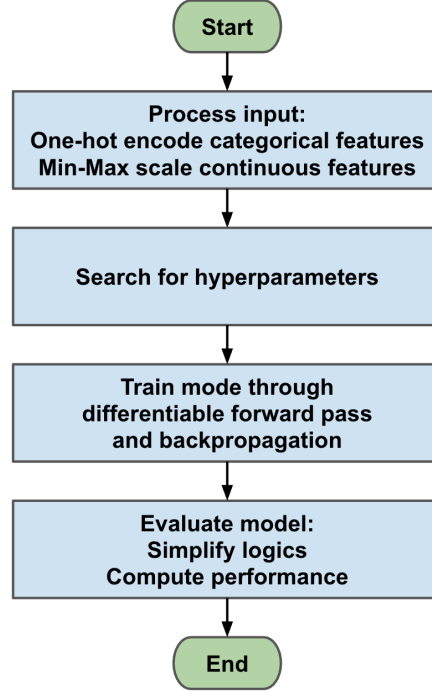 Start
Process input:
One-hot encode categorical features
Min-Max scale continuous features
Search for hyperparameters
Train mode through
differentiable forward pass
and backpropagation
Evaluate model:
Simplify logics
Compute performance
End